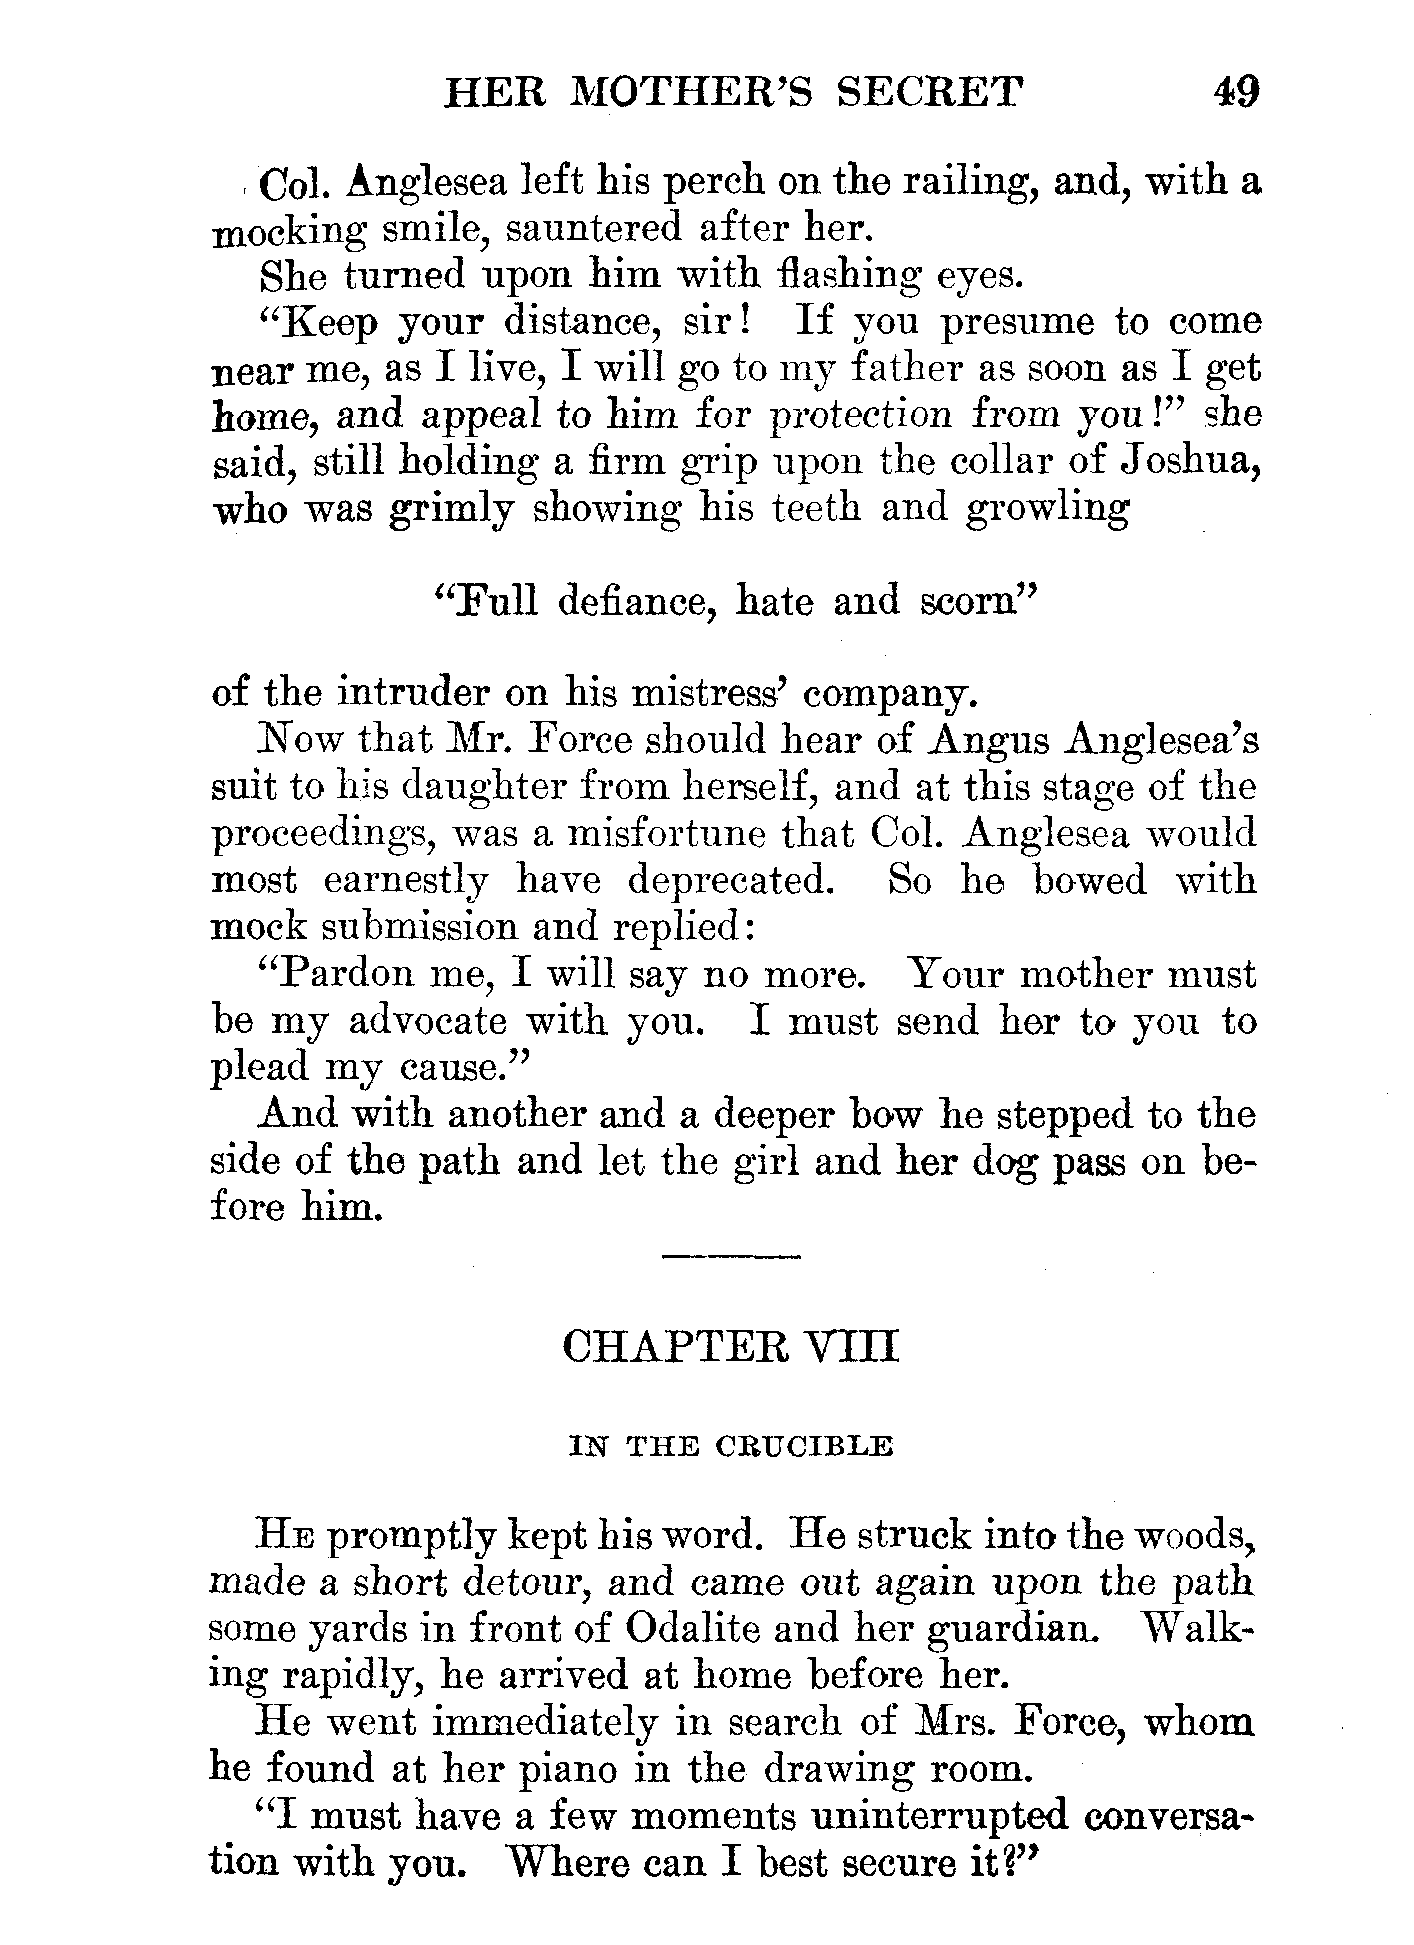 HER MOTHER'S SECRET 49
Col. Anglesea left his perch on the railing, and, with a
mocking smile, sauntered after her.
She turned upon him with flashing eyes.
“Keep your distance, sir! If you presume to come
near me, as I live, I will go to my father as soon as I get
home, and appeal to him for protection from you!” she
said, still holding a firm grip upon the collar of Joshua,
who was grimly showing his teeth and growling
“Full defiance, hate and scorn”
of the intruder on his mistress’ company.
Now that Mr. Force should hear of Angus Anglesea’s
suit to his daughter from herself, and at this stage of the
proceedings, was a misfortune that Col. Anglesea would
most earnestly have deprecated. So he bowed with
mock submission and replied:
“Pardon me, I will say no more. Your mother must
be my advocate with you. I must send her to you to
plead my cause.”
And with another and a deeper bow he stepped to the
side of the path and let the girl and her dog pass on be-
fore him.
CHAPTER VIII
IN THE CRUCIBLE
HE promptly kept his word. He struck into the woods,
made a short detour, and came out again upon the path
some yards in front of Odalite and her guardian. Walk-
ing rapidly, he arrived at home before her.
He went immediately in search of Mrs. Force, whom
he found at her piano in the drawing room.
“I must have a few moments uninterrupted conversa-
tion with you. Where can I best secure it?”